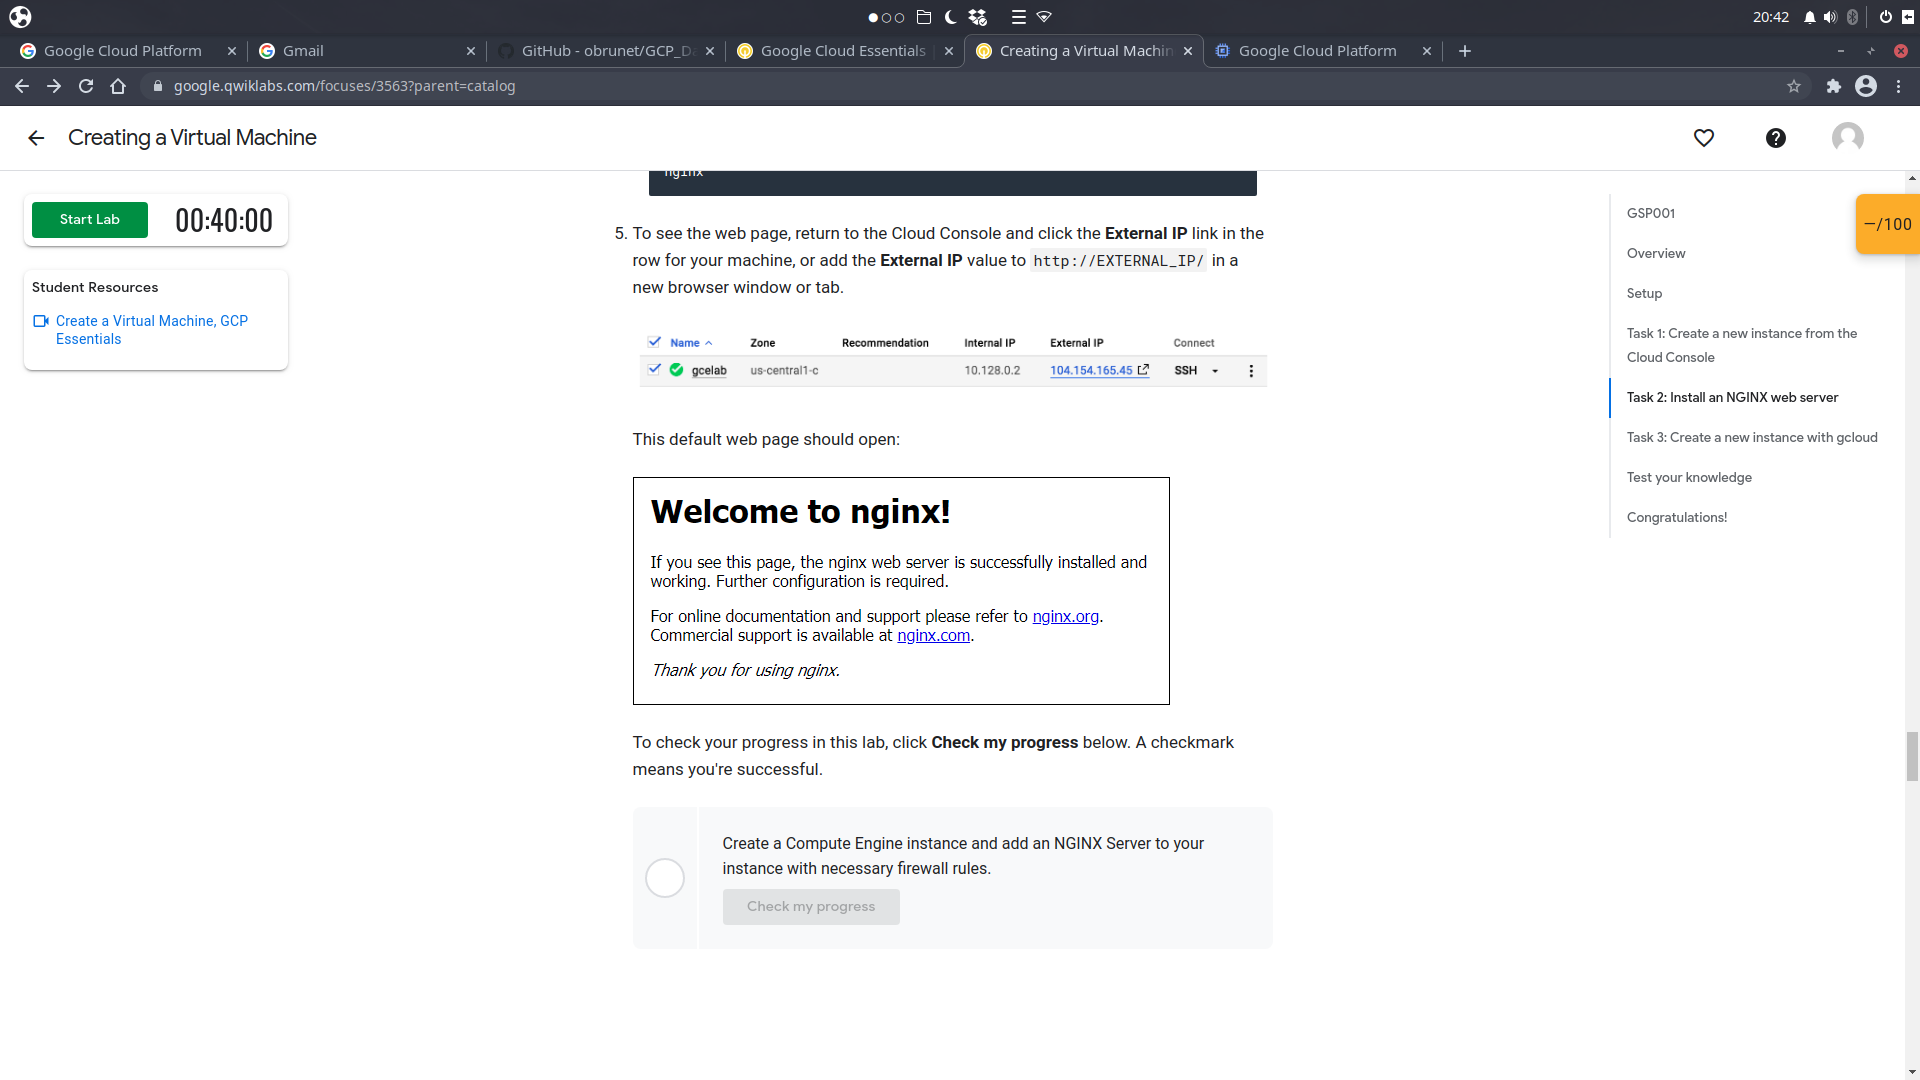 20:42
Google Cloud Platform
Gmail
GitHub - obrunet/GCP_Da
Google Cloud Essentials
Creating a Virtual Machin
Google Cloud Platform
google.qwiklabs.com/focuses/3563?parent=catalog
Creating a Virtual Machine
Start Lab
00:40:00
Student Resources
Create a Virtual Machine, GCP
Essentials
nginx
5. To see the web page, return to the Cloud Console and click the External IP link in the
row for your machine, or add the External IP value to http://EXTERNAL_IP/ in a
new browser window or tab.
Name Zone Recommendation Internal IP External IP Connect
gcelab us-central1-c 10.128.0.2 104.154.165.45 SSH
This default web page should open:
Welcome to nginx!
If you see this page, the nginx web server is successfully installed and
working. Further configuration is required.
For online documentation and support please refer to nginx.org.
Commercial support is available at nginx.com.
Thank you for using nginx.
To check your progress in this lab, click Check my progress below. A checkmark
means you're successful.
Create a Compute Engine instance and add an NGINX Server to your
instance with necessary firewall rules.
Check my progress
GSP001
Overview
Setup
Task 1: Create a new instance from the
Cloud Console
Task 2: Install an NGINX web server
Task 3: Create a new instance with gcloud
Test your knowledge
Congratulations!
—/100